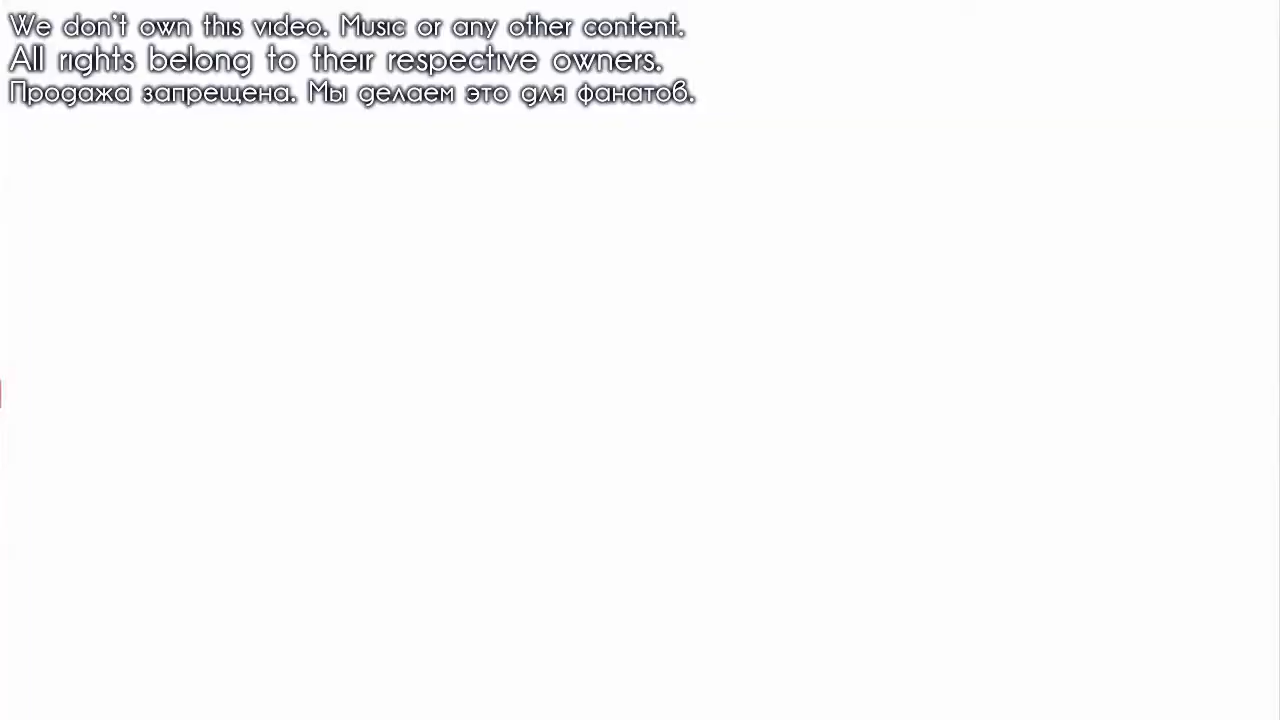 We don't own this video. Music or any other content.
All rights belong to their respective owners.
Продажа запрещена. Мы делаем это для фанатов.